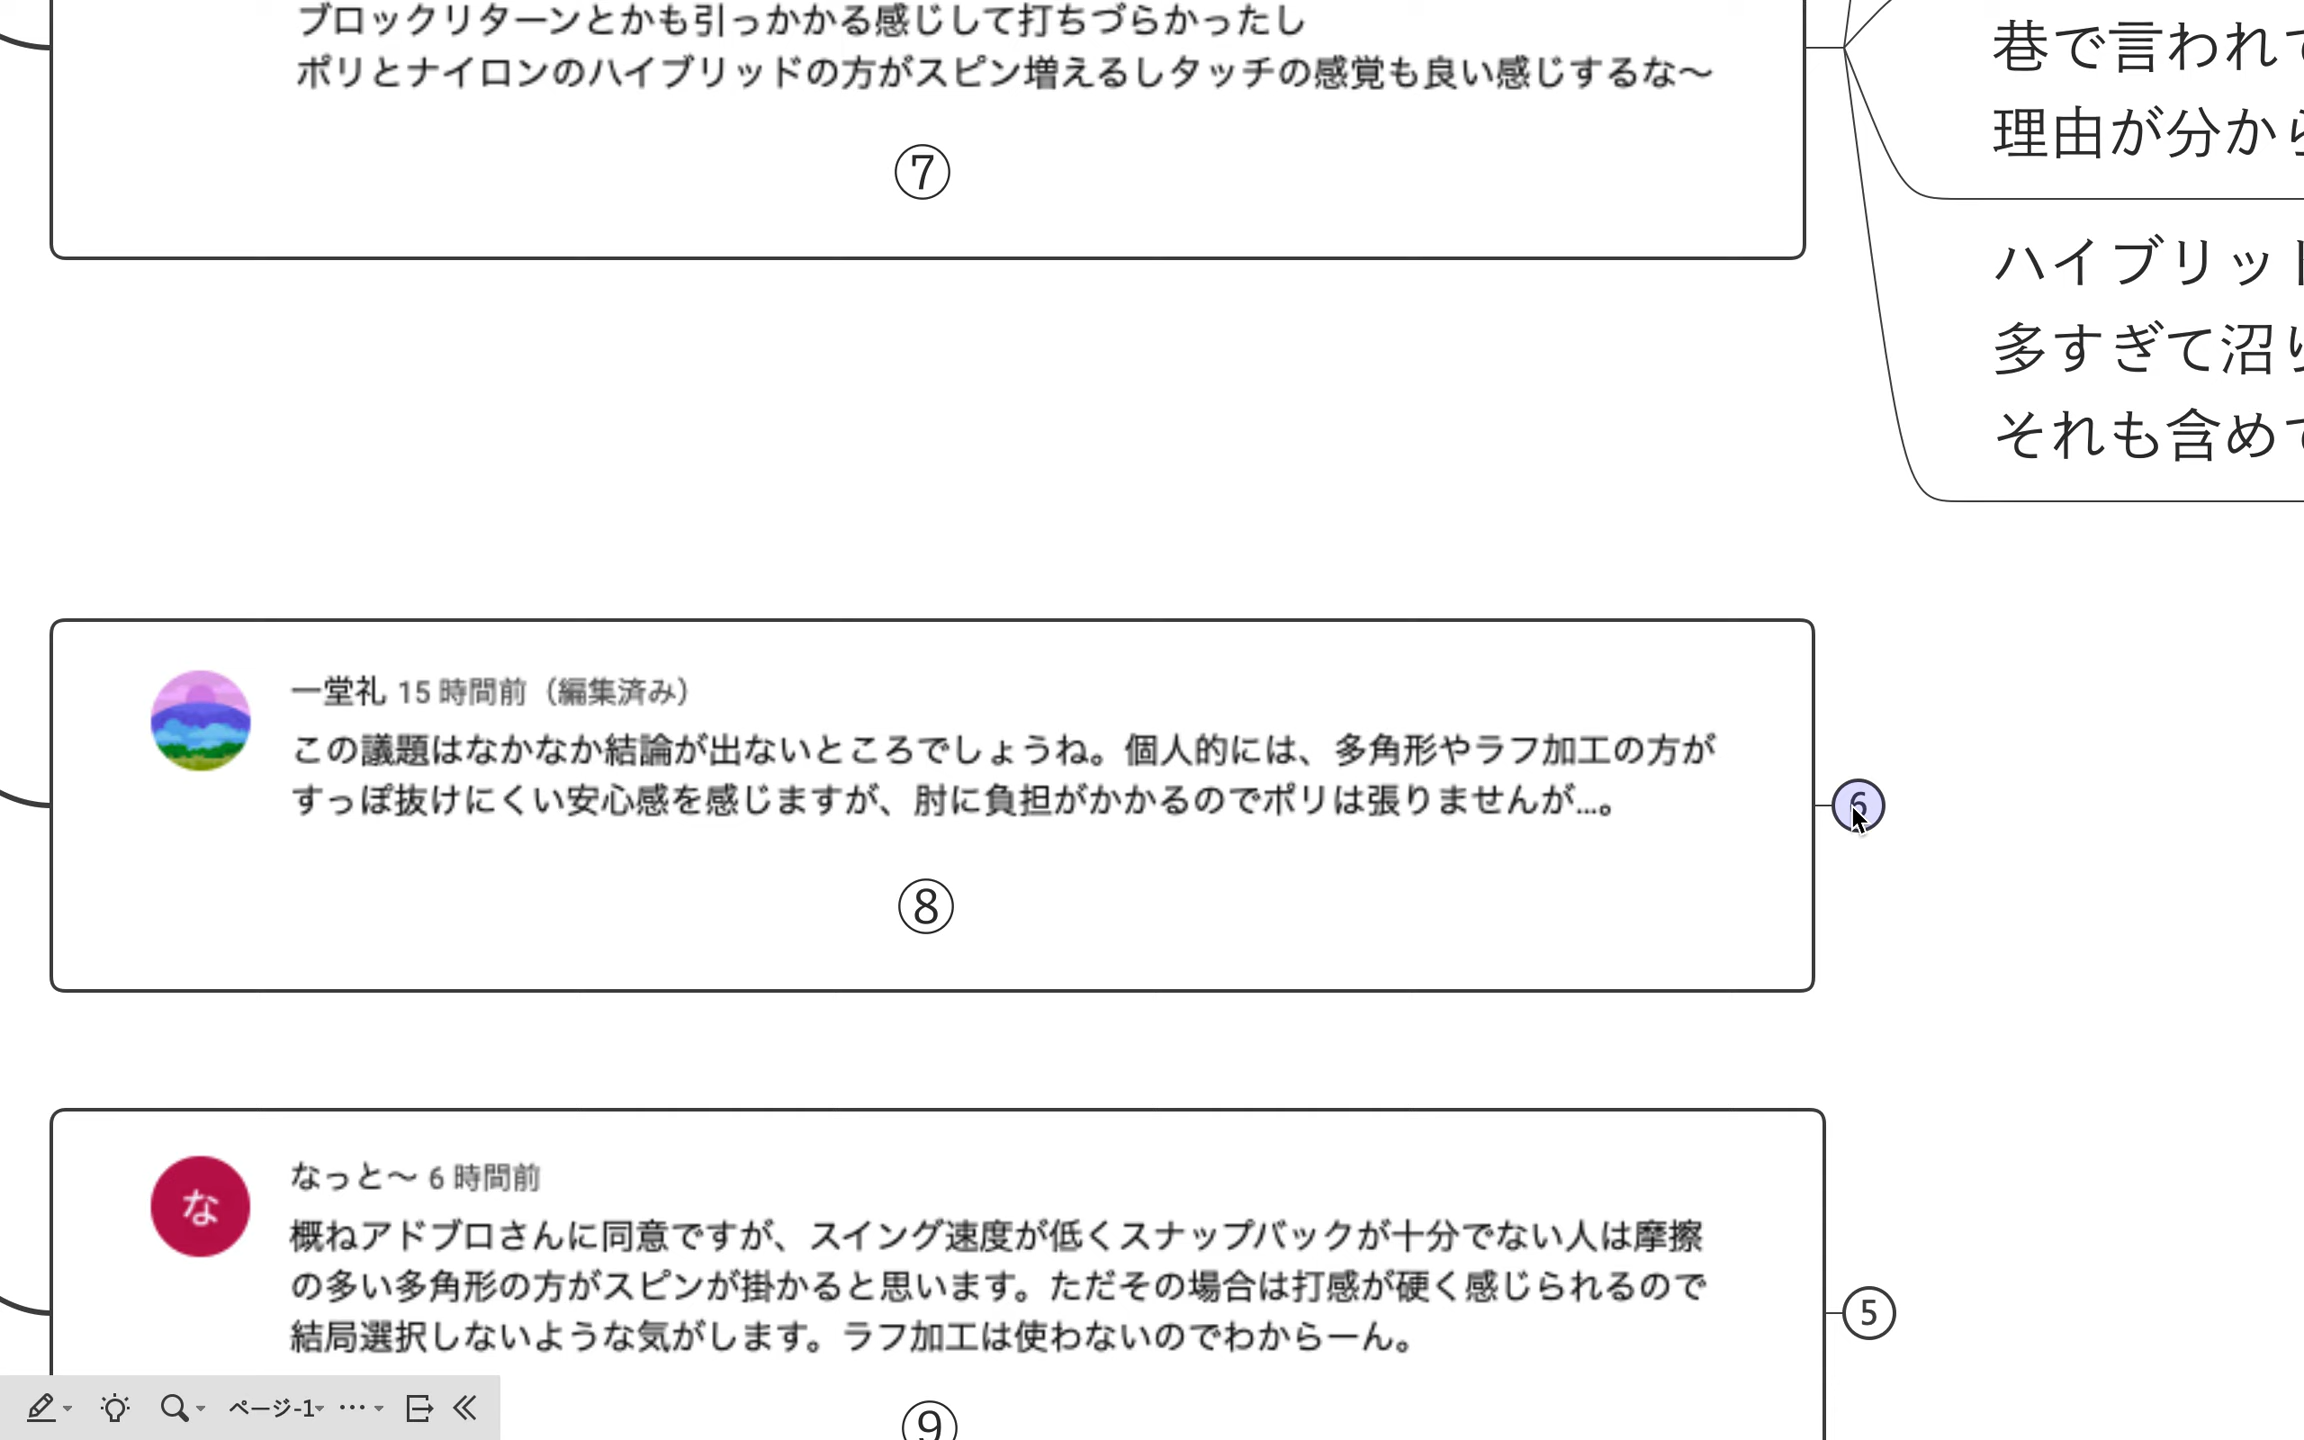 ブロックリターンとかも引っかかる感じして打ちづらかったし
ポリとナイロンのハイブリッドの方がスピン増えるしタッチの感覚も良い感じするな〜
⑦
巷で言われて
理由が分から
ハイブリッド
多すぎて沼り
それも含めて
一堂礼 15 時間前（編集済み）
この議題はなかなか結論が出ないところでしょうね。個人的には、多角形やラフ加工の方が
すっぽ抜けにくい安心感を感じますが、肘に負担がかかるのでポリは張りませんが...。
⑧
6
な
なっと〜 6 時間前
概ねアドブロさんに同意ですが、スイング速度が低くスナップバックが十分でない人は摩擦
の多い多角形の方がスピンが掛かると思います。ただその場合は打感が硬く感じられるので
結局選択しないような気がします。ラフ加工は使わないのでわからーん。
5
⑨
ページ-1